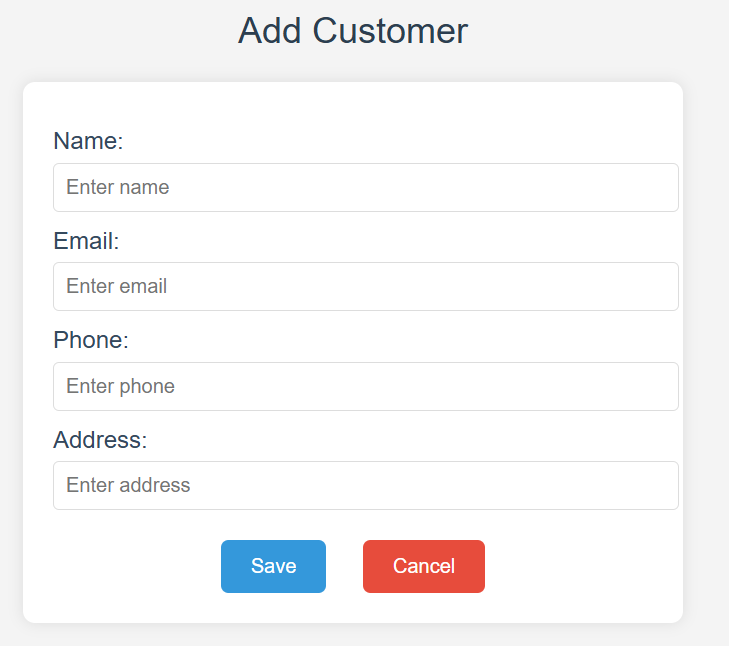 Add Customer
Name:
Enter name
Email:
Enter email
Phone:
Enter phone
Address:
Enter address
Save Cancel